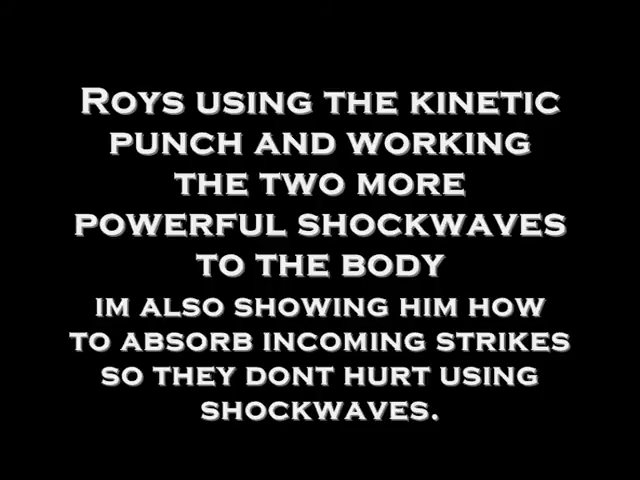 Roys using the kinetic
punch and working
the two more
powerful shockwaves
to the body
im also showing him how
to absorb incoming strikes
so they dont hurt using
shockwaves.